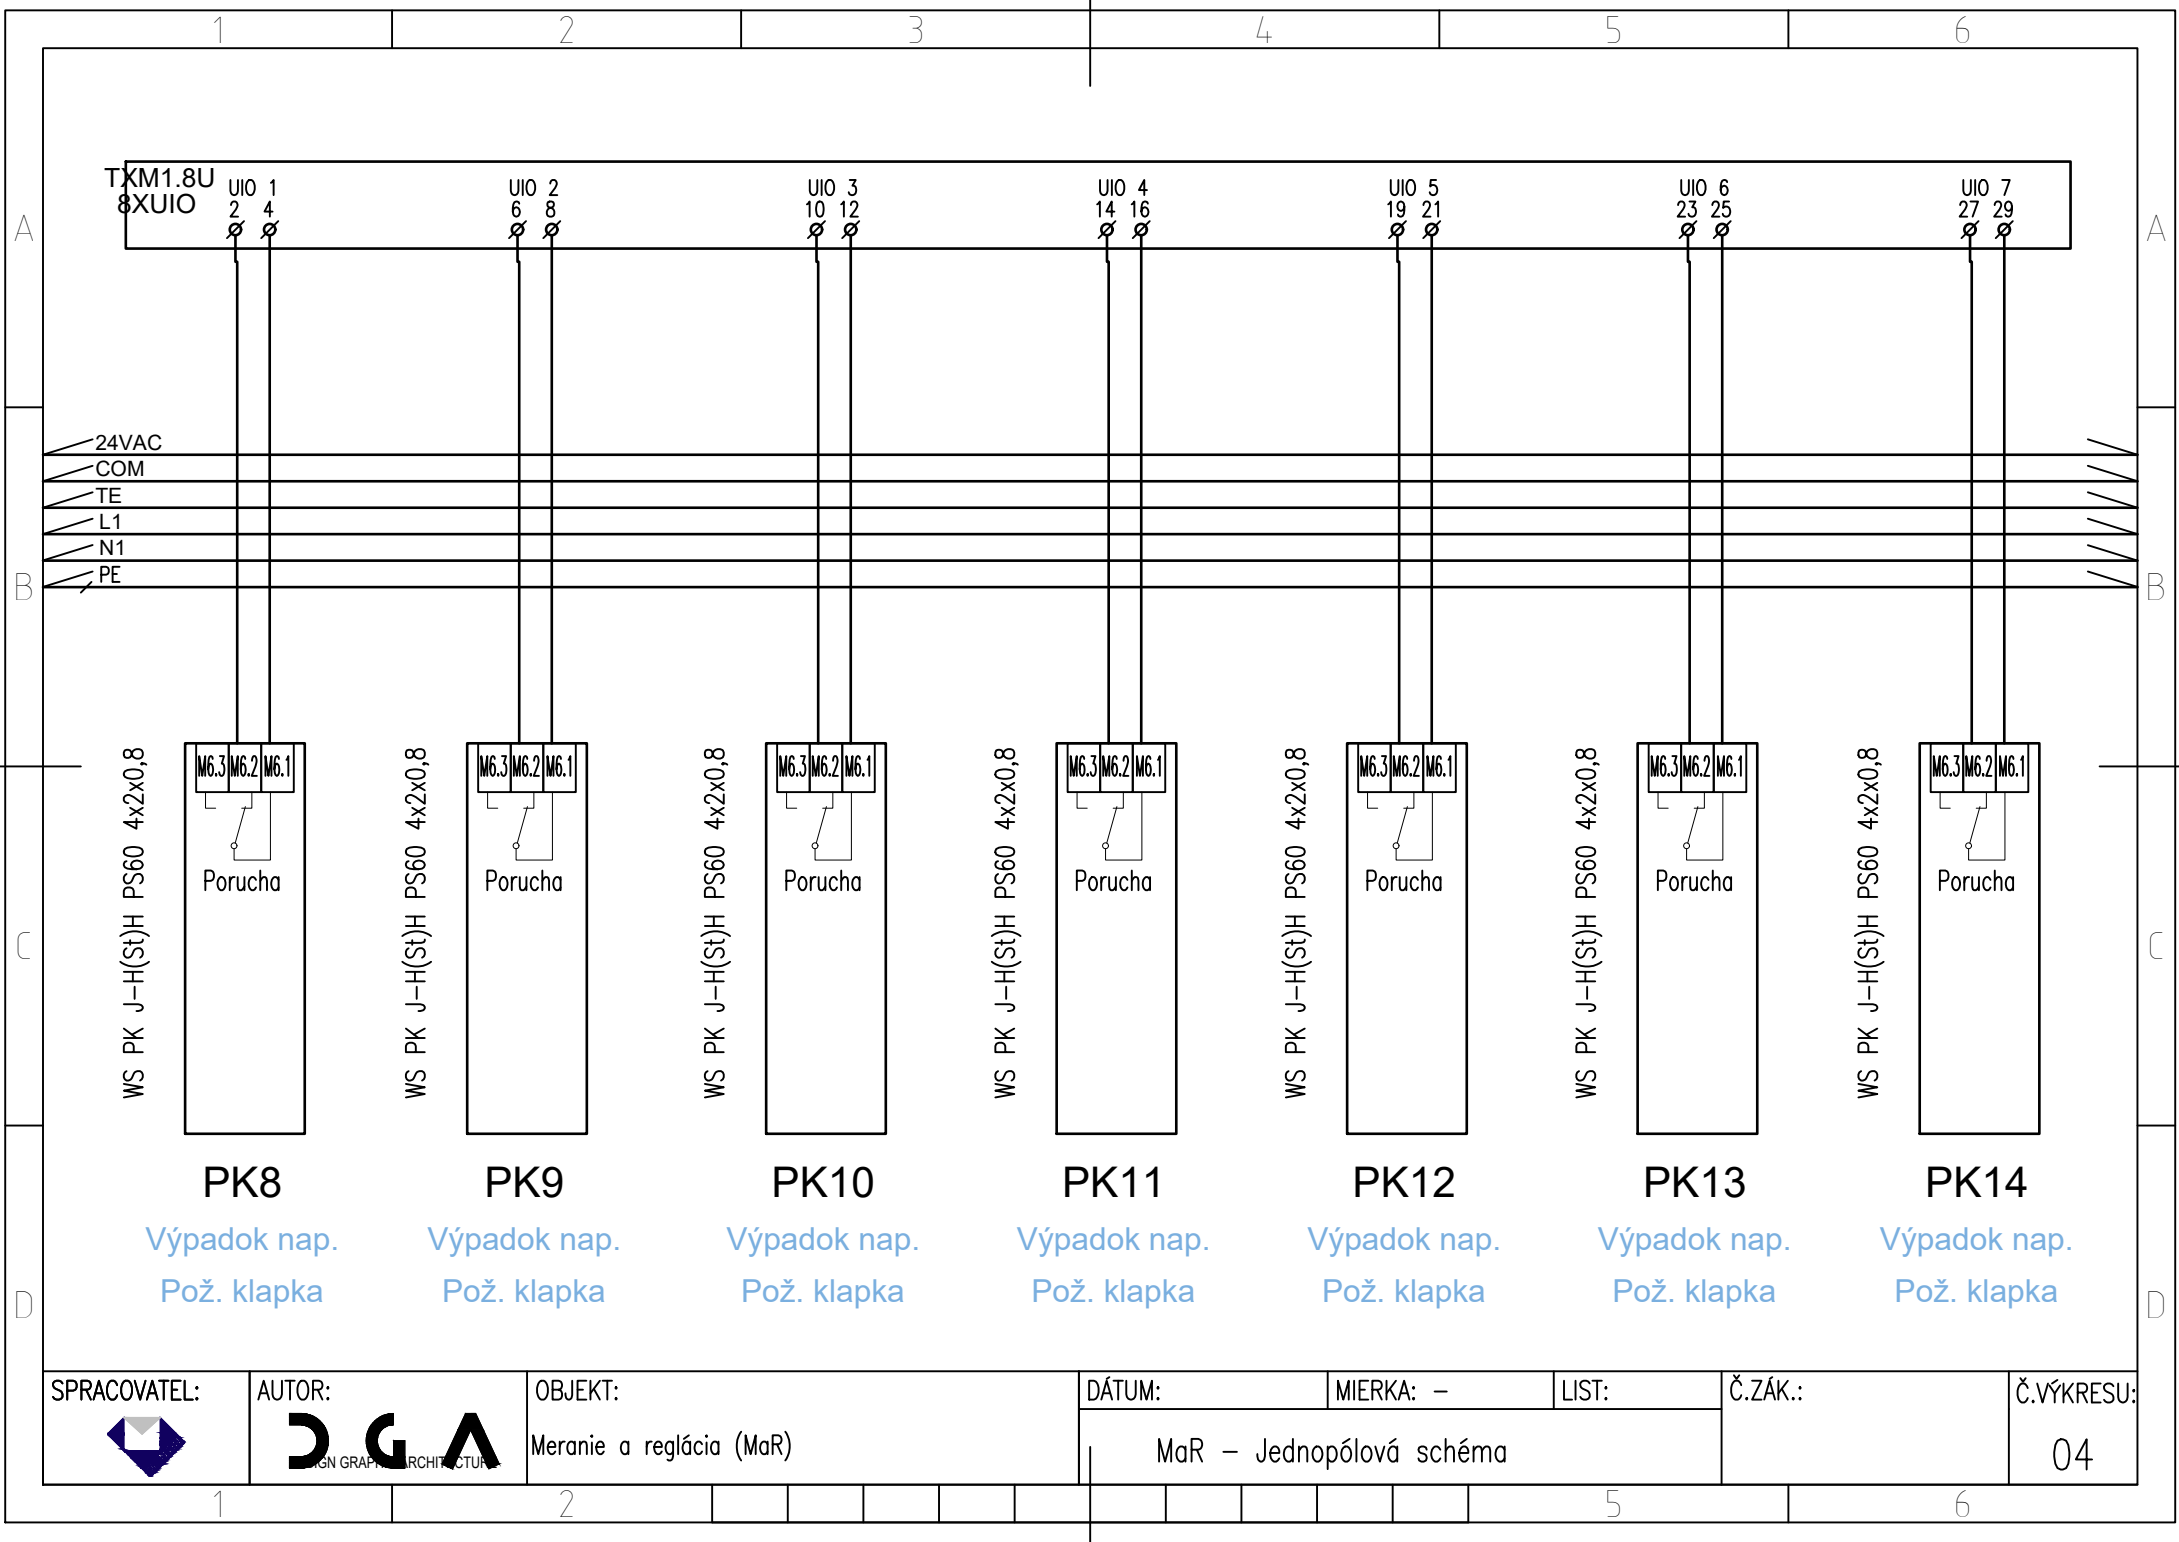 1 2 3 4 5 6
TXM1.8U
8XUIO
UIO 1 UIO 2 UIO 3 UIO 4 UIO 5 UIO 6 UIO 7
2 4 6 8 10 12 14 16 19 21 23 25 27 29
A A
24VAC
COM
TE
L1
N1
PE
B B
M6.3 M6.2 M6.1 M6.3 M6.2 M6.1 M6.3 M6.2 M6.1 M6.3 M6.2 M6.1 M6.3 M6.2 M6.1 M6.3 M6.2 M6.1 M6.3 M6.2 M6.1
Porucha Porucha Porucha Porucha Porucha Porucha Porucha
WS PK J-H(St)H PS60 4x2x0,8
WS PK J-H(St)H PS60 4x2x0,8
WS PK J-H(St)H PS60 4x2x0,8
WS PK J-H(St)H PS60 4x2x0,8
WS PK J-H(St)H PS60 4x2x0,8
WS PK J-H(St)H PS60 4x2x0,8
WS PK J-H(St)H PS60 4x2x0,8
C C
PK8 PK9 PK10 PK11 PK12 PK13 PK14
Výpadok nap. Výpadok nap. Výpadok nap. Výpadok nap. Výpadok nap. Výpadok nap. Výpadok nap.
Pož. klapka Pož. klapka Pož. klapka Pož. klapka Pož. klapka Pož. klapka Pož. klapka
D D
SPRACOVATEL: AUTOR: OBJEKT: DÁTUM: MIERKA: – LIST: Č.ZÁK.: Č.VÝKRESU:
DGA
Meranie a reglácia (MaR) MaR – Jednopólová schéma 04
1 2 5 6